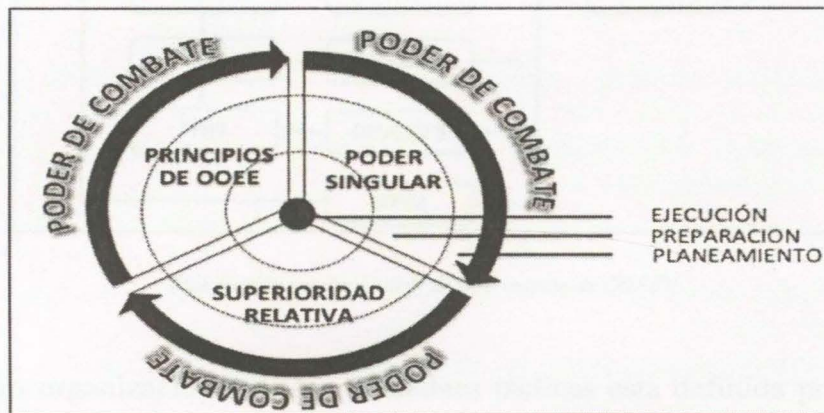 PODER DE COMBATE
PODER DE COMBATE
PRINCIPIOS
DE OOEE
PODER
SINGULAR
EJECUCIÓN
PREPARACION
PLANEAMIENTO
SUPERIORIDAD
RELATIVA
PODER DE COMBATE